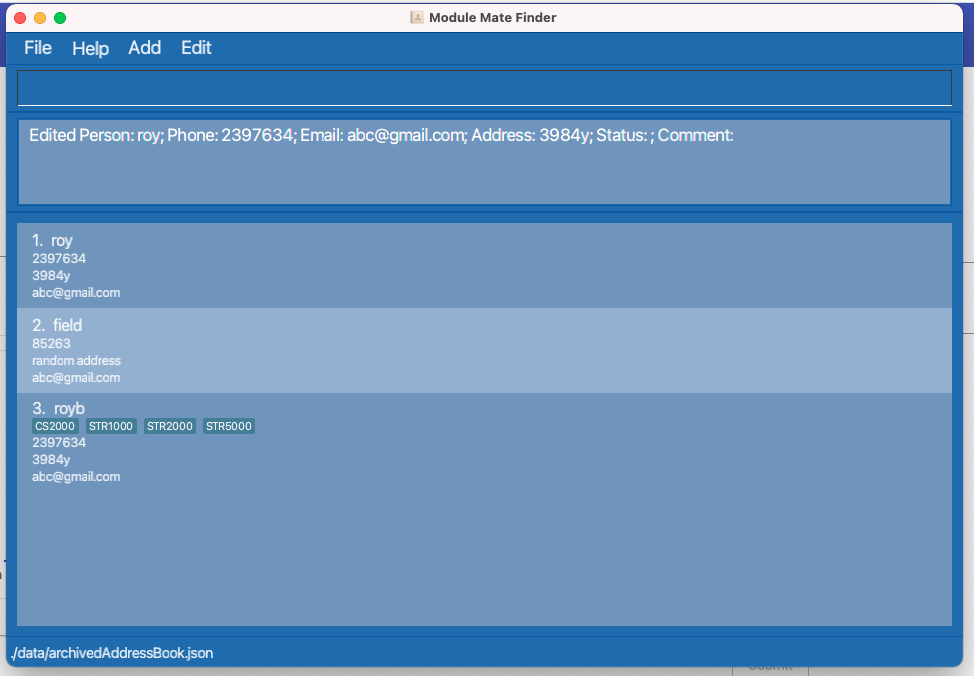 Module Mate Finder
File Help Add Edit
Edited Person: roy; Phone: 2397634; Email: abc@gmail.com; Address: 3984y; Status: ; Comment:
1. roy
2397634
3984y
abc@gmail.com
2. field
85263
random address
abc@gmail.com
3. royb
CS2000 STR1000 STR2000 STR5000
2397634
3984y
abc@gmail.com
./data/archivedAddressBook.json
Submit